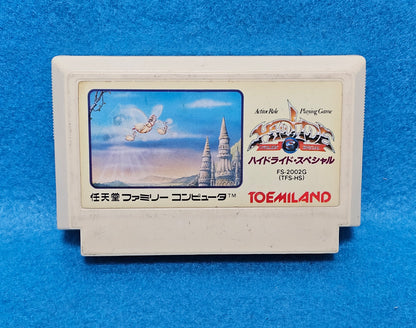 Action Role Playing Game
ハイドライド・スペシャル
FS-2002G
(TFS-HS)
任天堂 ファミリー コンピュータ™
TOEMILAND